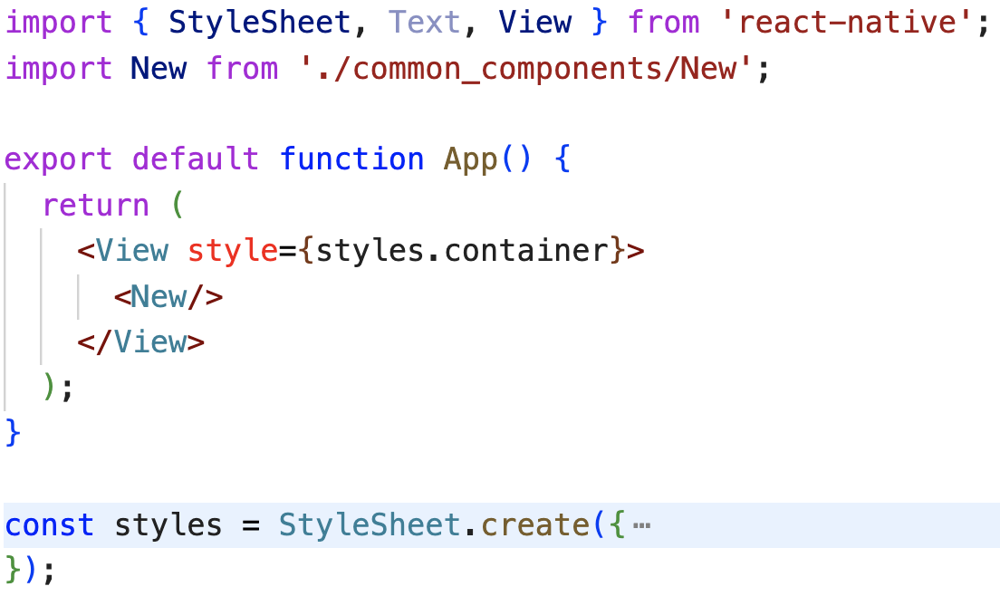 import { StyleSheet, Text, View } from 'react-native';
import New from './common_components/New';

export default function App() {
  return (
    <View style={styles.container}>
      <New/>
    </View>
  );
}

const styles = StyleSheet.create({ ⋯
});